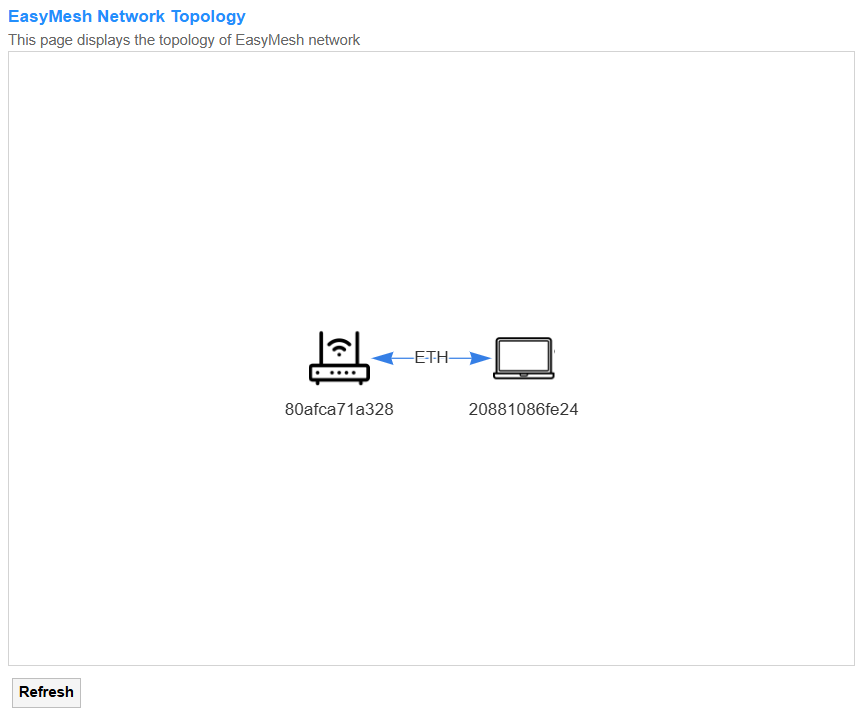 EasyMesh Network Topology
This page displays the topology of EasyMesh network
ETH
80afca71a328
20881086fe24
Refresh